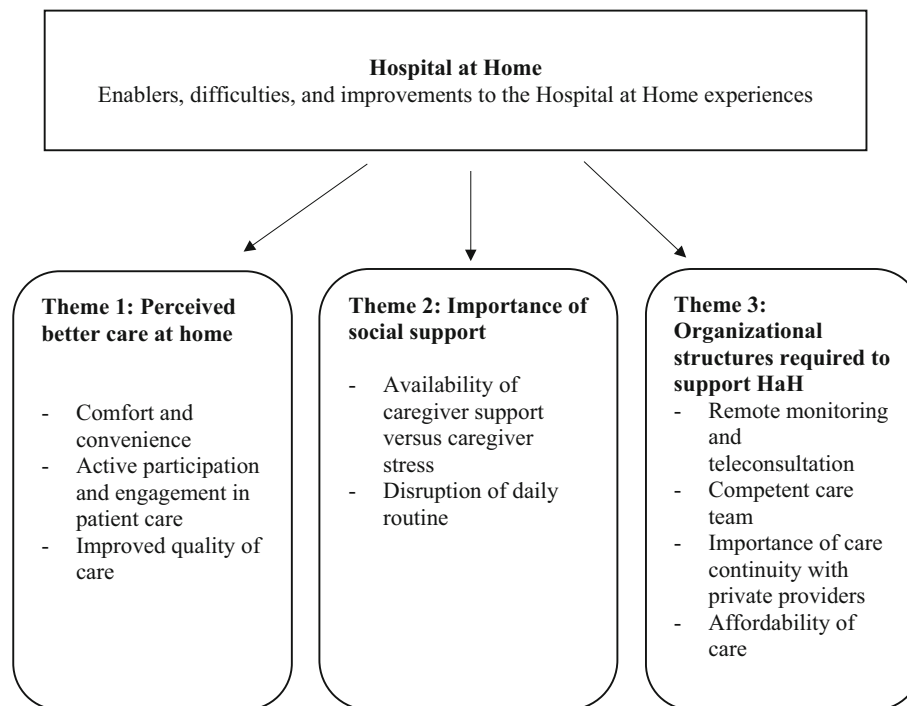 Hospital at Home
Enablers, difficulties, and improvements to the Hospital at Home experiences
Theme 1: Perceived
better care at home
- Comfort and
convenience
- Active participation
and engagement in
patient care
- Improved quality of
care
Theme 2: Importance of
social support
- Availability of
caregiver support
versus caregiver
stress
- Disruption of daily
routine
Theme 3:
Organizational
structures required to
support HaH
- Remote monitoring
and
teleconsultation
- Competent care
team
- Importance of care
continuity with
private providers
- Affordability of
care